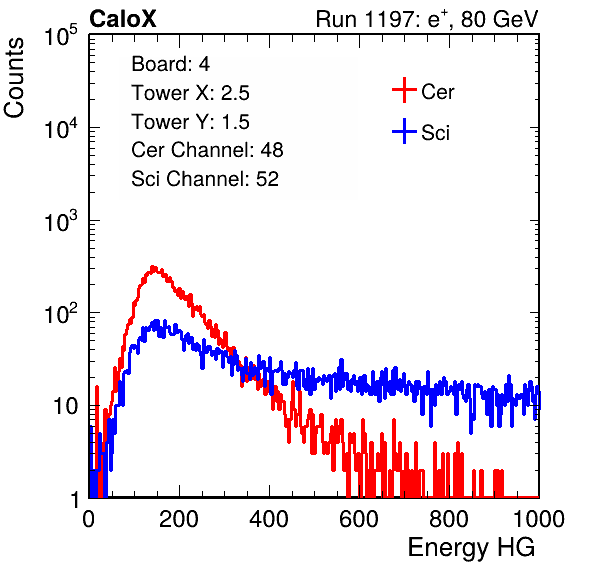 CaloX Run 1197: e⁺, 80 GeV
Counts
10⁵
10⁴
10³
10²
10
1
Board: 4
Tower X: 2.5
Tower Y: 1.5
Cer Channel: 48
Sci Channel: 52
Cer
Sci
0 200 400 600 800 1000
Energy HG